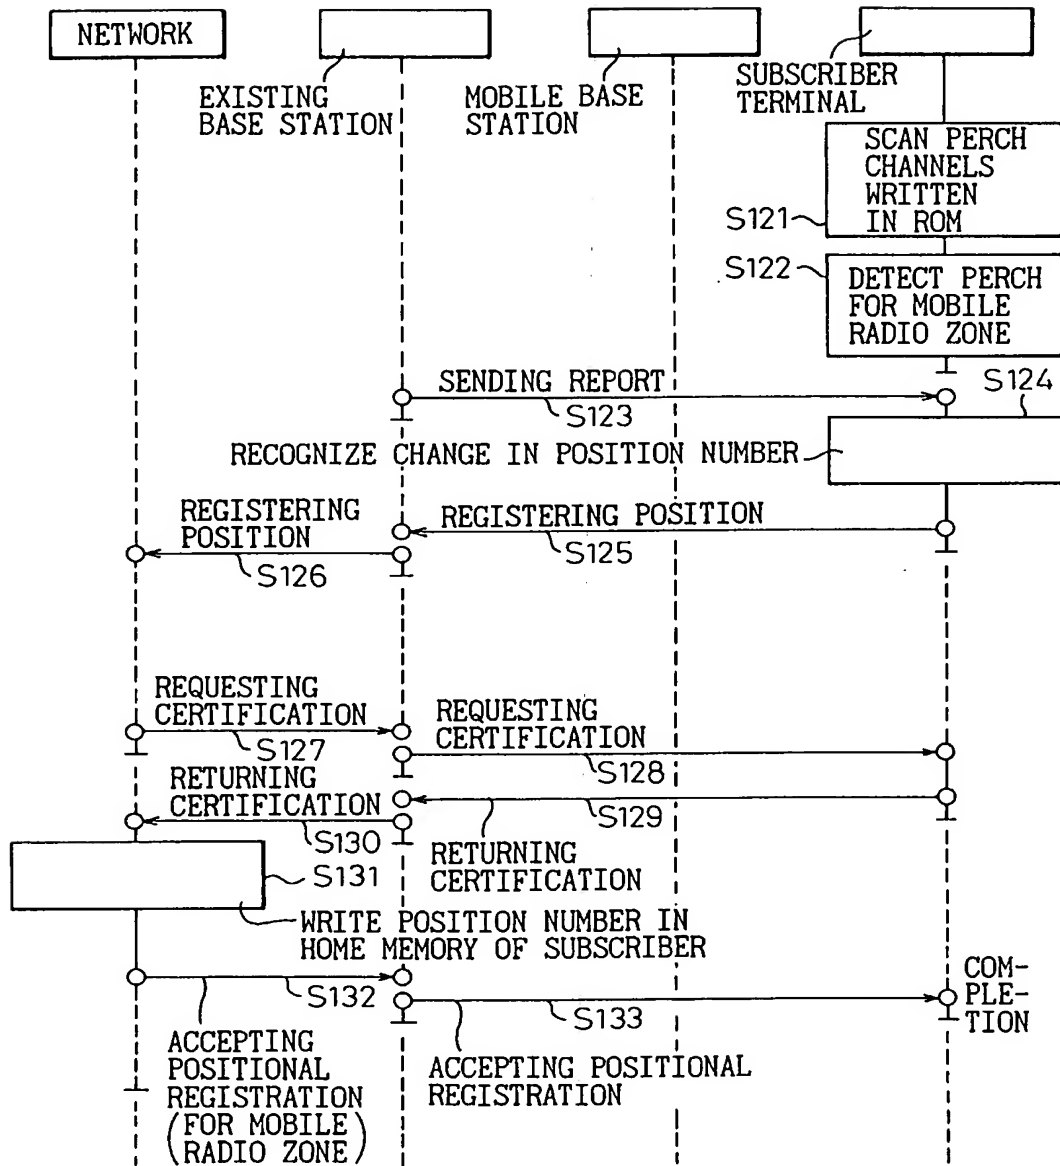 NETWORK
EXISTING
BASE STATION
MOBILE BASE
STATION
SUBSCRIBER
TERMINAL
SCAN PERCH
CHANNELS
WRITTEN
IN ROM
S121
S122
DETECT PERCH
FOR MOBILE
RADIO ZONE
SENDING REPORT
S123
S124
RECOGNIZE CHANGE IN POSITION NUMBER
REGISTERING
POSITION
REGISTERING POSITION
S125
S126
REQUESTING
CERTIFICATION
S127
REQUESTING
CERTIFICATION
S128
RETURNING
CERTIFICATION
S129
S130
RETURNING
CERTIFICATION
S131
WRITE POSITION NUMBER IN
HOME MEMORY OF SUBSCRIBER
S132
S133
COM-
PLE-
TION
ACCEPTING
POSITIONAL
REGISTRATION
(FOR MOBILE
RADIO ZONE)
ACCEPTING POSITIONAL
REGISTRATION